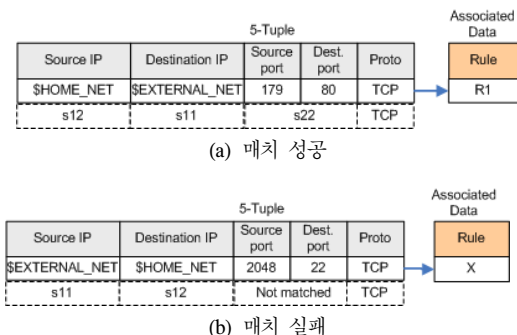 5-Tuple
Associated Data
Source IP Destination IP Source port Dest. port Proto Rule
$HOME_NET $EXTERNAL_NET 179 80 TCP R1
s12 s11 s22 TCP
(a) 매치 성공
5-Tuple
Associated Data
Source IP Destination IP Source port Dest. port Proto Rule
$EXTERNAL_NET $HOME_NET 2048 22 TCP X
s11 s12 Not matched TCP
(b) 매치 실패